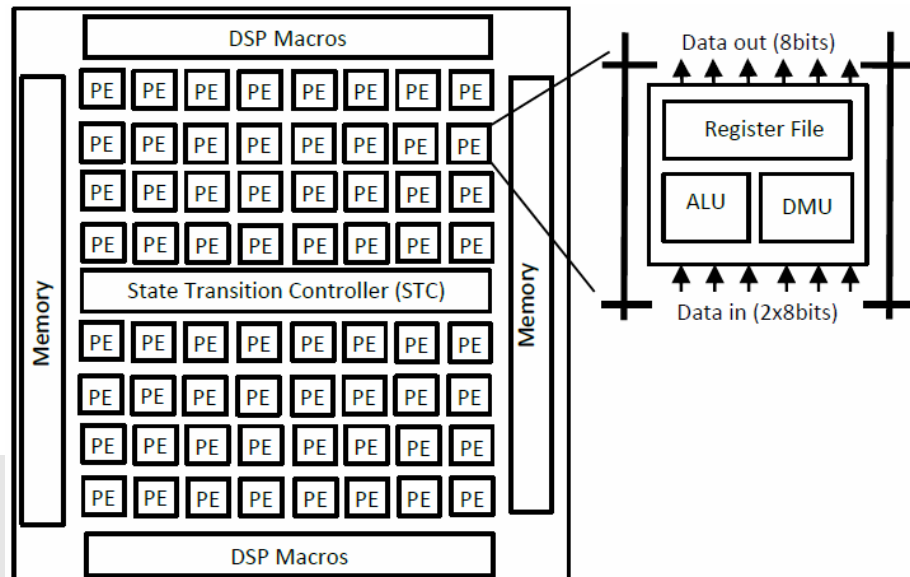 DSP Macros
PE PE PE PE PE PE PE PE
PE PE PE PE PE PE PE PE
PE PE PE PE PE PE PE PE
PE PE PE PE PE PE PE PE
State Transition Controller (STC)
PE PE PE PE PE PE PE PE
PE PE PE PE PE PE PE PE
PE PE PE PE PE PE PE PE
PE PE PE PE PE PE PE PE
DSP Macros
Memory
Memory
Data out (8bits)
Register File
ALU
DMU
Data in (2x8bits)